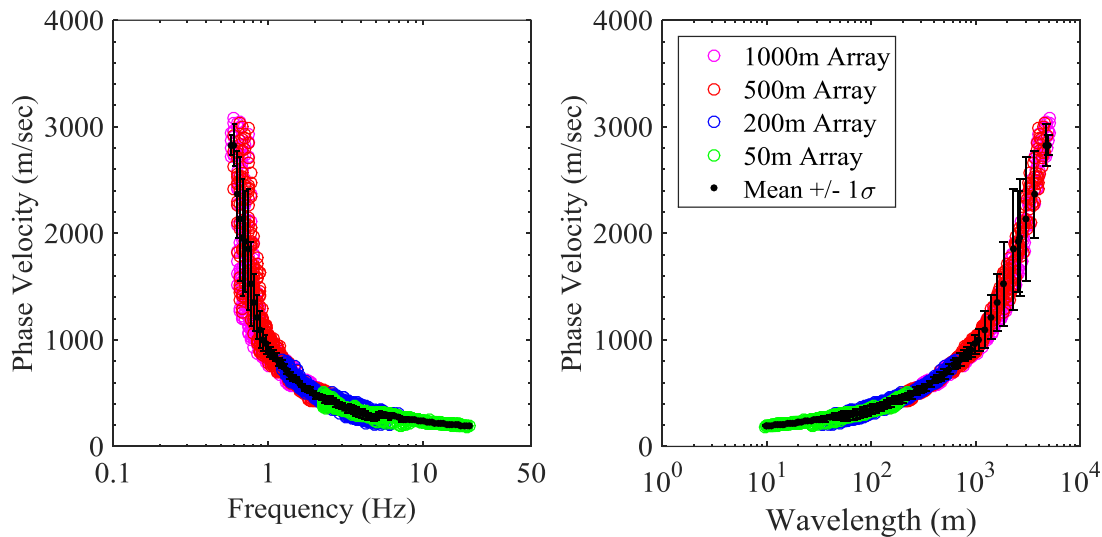 4000
3000
2000
1000
0
Phase Velocity (m/sec)
0.1
1
10
50
Frequency (Hz)
4000
3000
2000
1000
0
Phase Velocity (m/sec)
10^0
10^1
10^2
10^3
10^4
Wavelength (m)
1000m Array
500m Array
200m Array
50m Array
Mean +/- 1σ